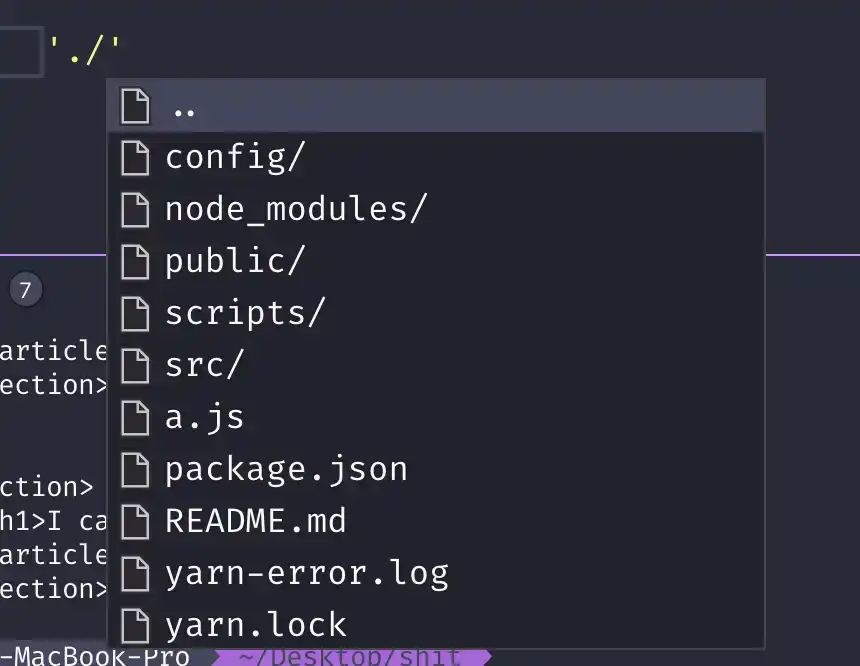 './'
..
config/
node_modules/
public/
7
scripts/
article
src/
ection>
a.js
package.json
ction>
README.md
h1>I ca
article
yarn-error.log
ection>
yarn.lock
-MacBook-Pro ~/Desktop/shit